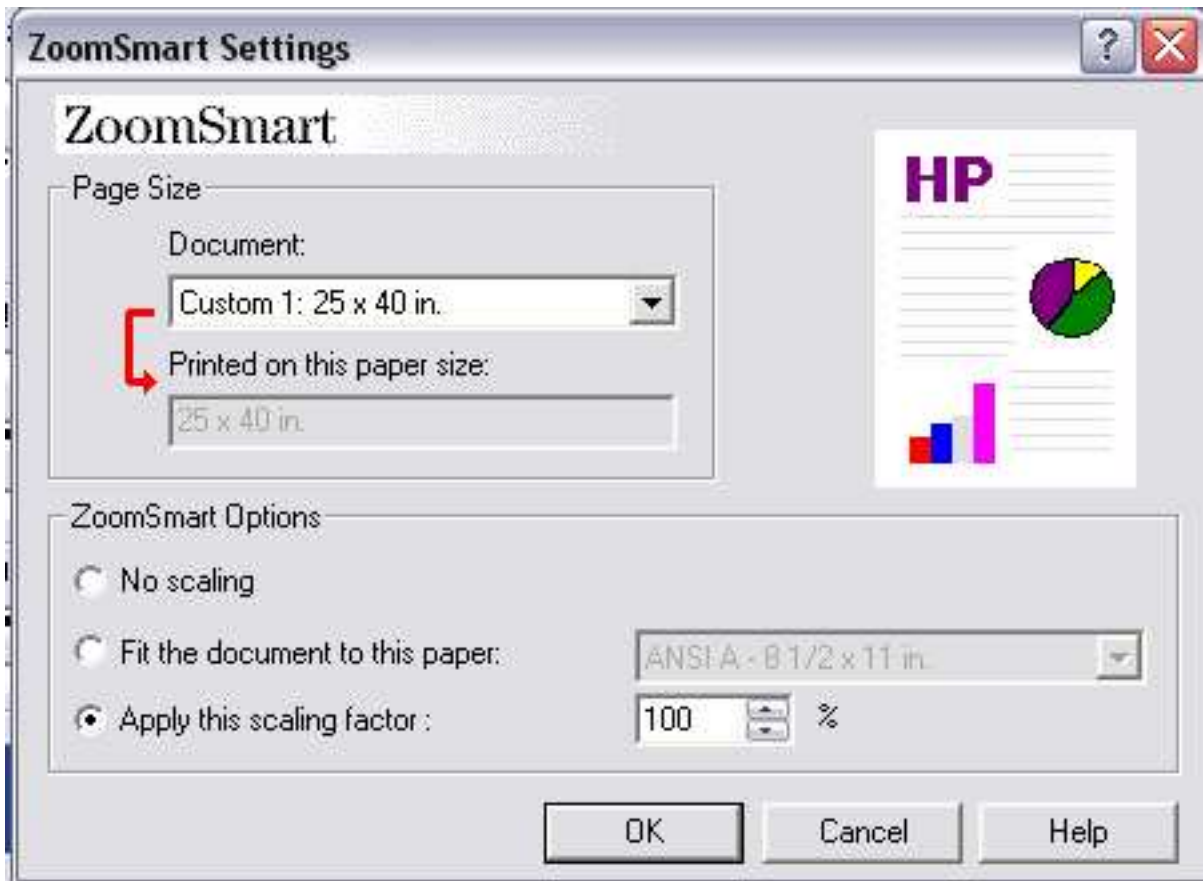 ZoomSmart Settings
ZoomSmart
Page Size
Document:
Custom 1: 25 x 40 in.
Printed on this paper size:
25 x 40 in.
HP
ZoomSmart Options
No scaling
Fit the document to this paper:
ANSI A - 8 1/2 x 11 in.
Apply this scaling factor :
100
%
OK
Cancel
Help